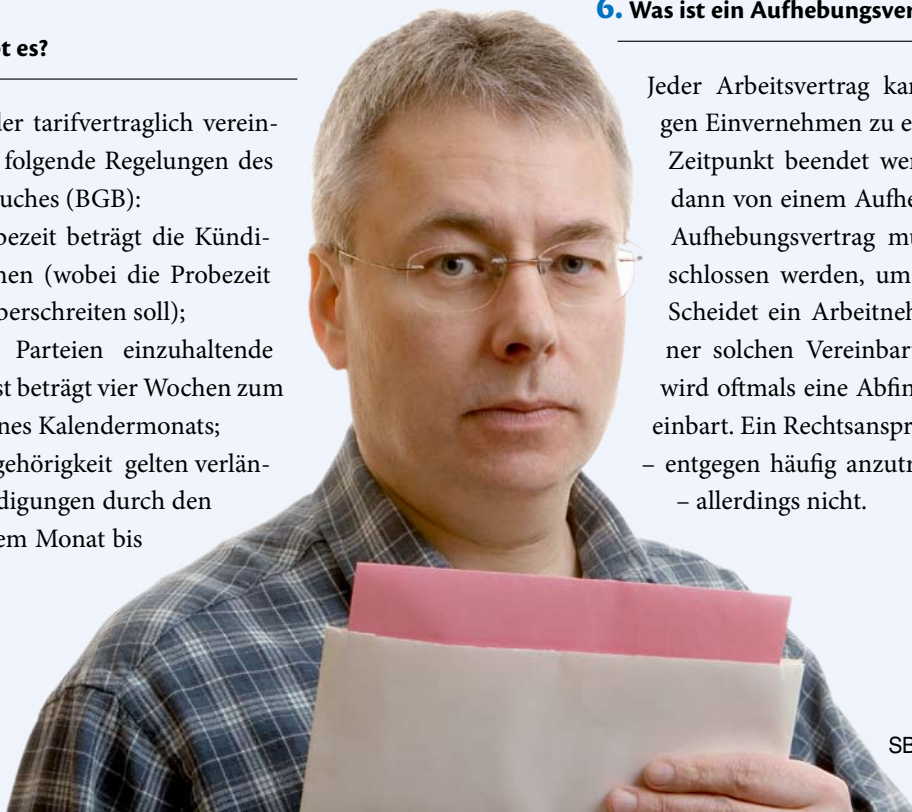 t es?
er tarifvertraglich verein-
folgende Regelungen des
uches (BGB):
bezeit beträgt die Kündi-
nen (wobei die Probezeit
berschreiten soll);
Parteien einzuhaltende
st beträgt vier Wochen zum
nes Kalendermonats;
gehörigkeit gelten verlän-
digungen durch den
em Monat bis
6. Was ist ein Aufhebungsver
Jeder Arbeitsvertrag kan
gen Einvernehmen zu e
Zeitpunkt beendet wer
dann von einem Aufhe
Aufhebungsvertrag mu
schlossen werden, um
Scheidet ein Arbeitneh
ner solchen Vereinbar
wird oftmals eine Abfin
einbart. Ein Rechtsanspr
– entgegen häufig anzutr
– allerdings nicht.
SB